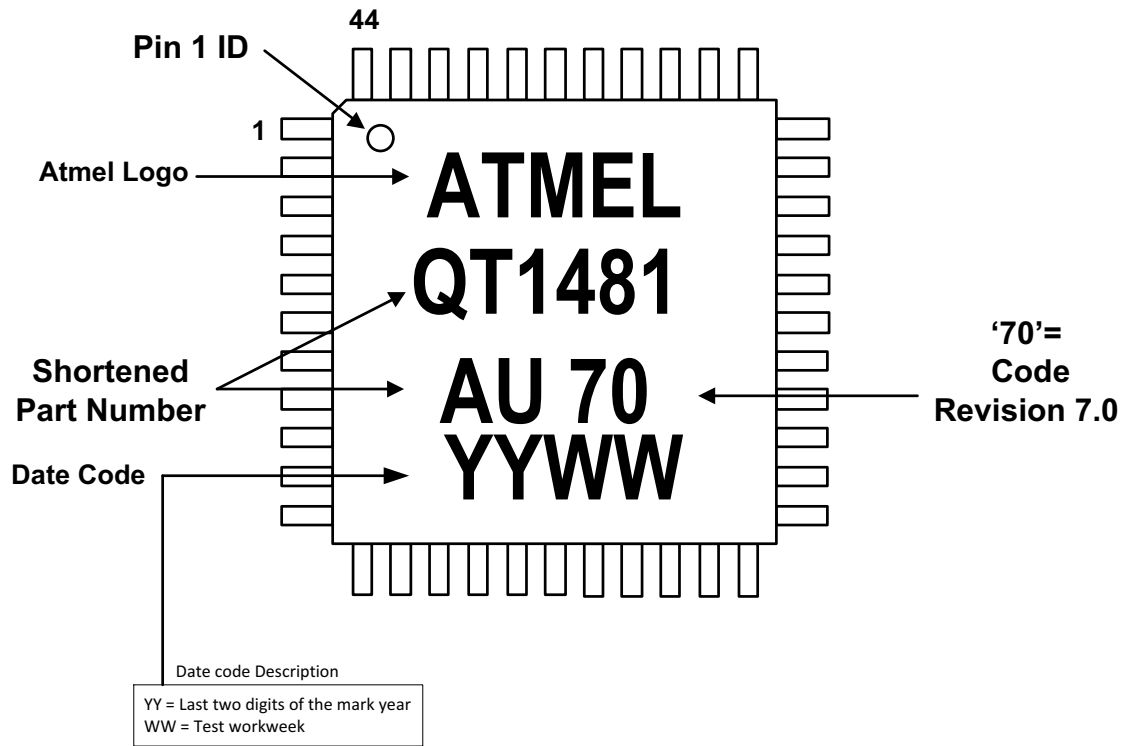 44
Pin 1 ID
1
Atmel Logo
ATMEL
QT1481
Shortened
Part Number
AU 70
‘70’=
Code
Revision 7.0
Date Code
YYWW
Date code Description
YY = Last two digits of the mark year
WW = Test workweek